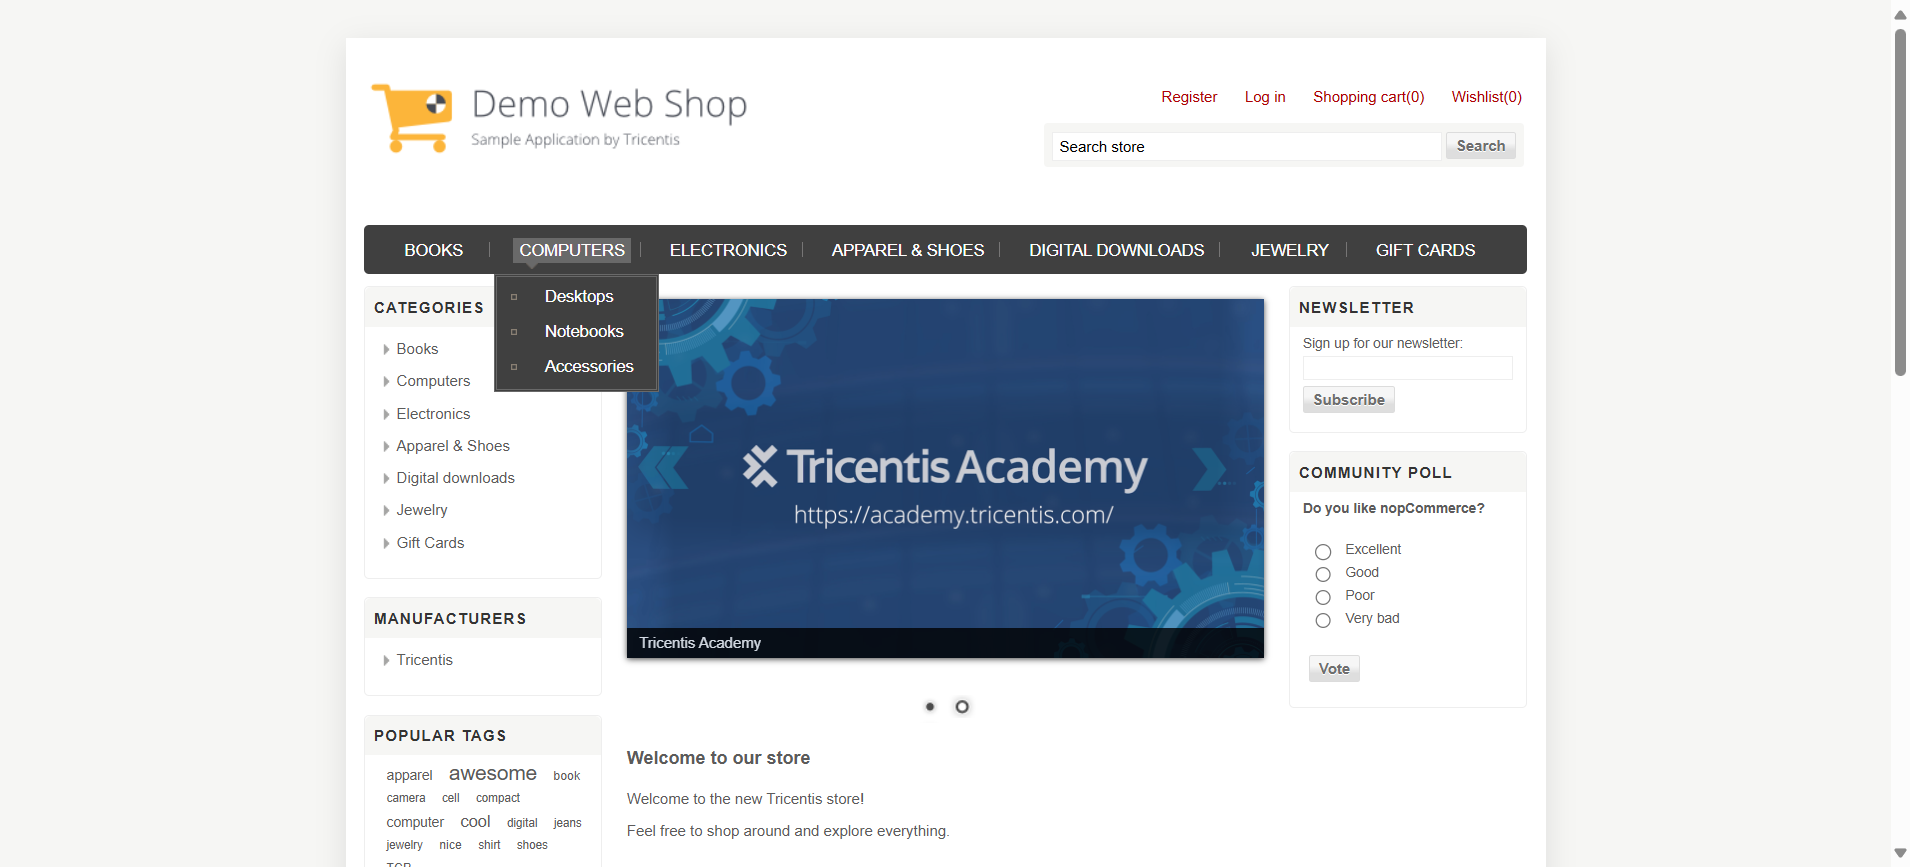 Demo Web Shop
Sample Application by Tricentis
Register Log in Shopping cart(0) Wishlist(0)
Search store Search
BOOKS COMPUTERS ELECTRONICS APPAREL & SHOES DIGITAL DOWNLOADS JEWELRY GIFT CARDS
Desktops
Notebooks
Accessories
CATEGORIES
Books
Computers
Electronics
Apparel & Shoes
Digital downloads
Jewelry
Gift Cards
MANUFACTURERS
Tricentis
POPULAR TAGS
apparel awesome book
camera cell compact
computer cool digital jeans
jewelry nice shirt shoes
TCP
Tricentis Academy
https://academy.tricentis.com/
Tricentis Academy
Welcome to our store
Welcome to the new Tricentis store!
Feel free to shop around and explore everything.
NEWSLETTER
Sign up for our newsletter:
Subscribe
COMMUNITY POLL
Do you like nopCommerce?
Excellent
Good
Poor
Very bad
Vote